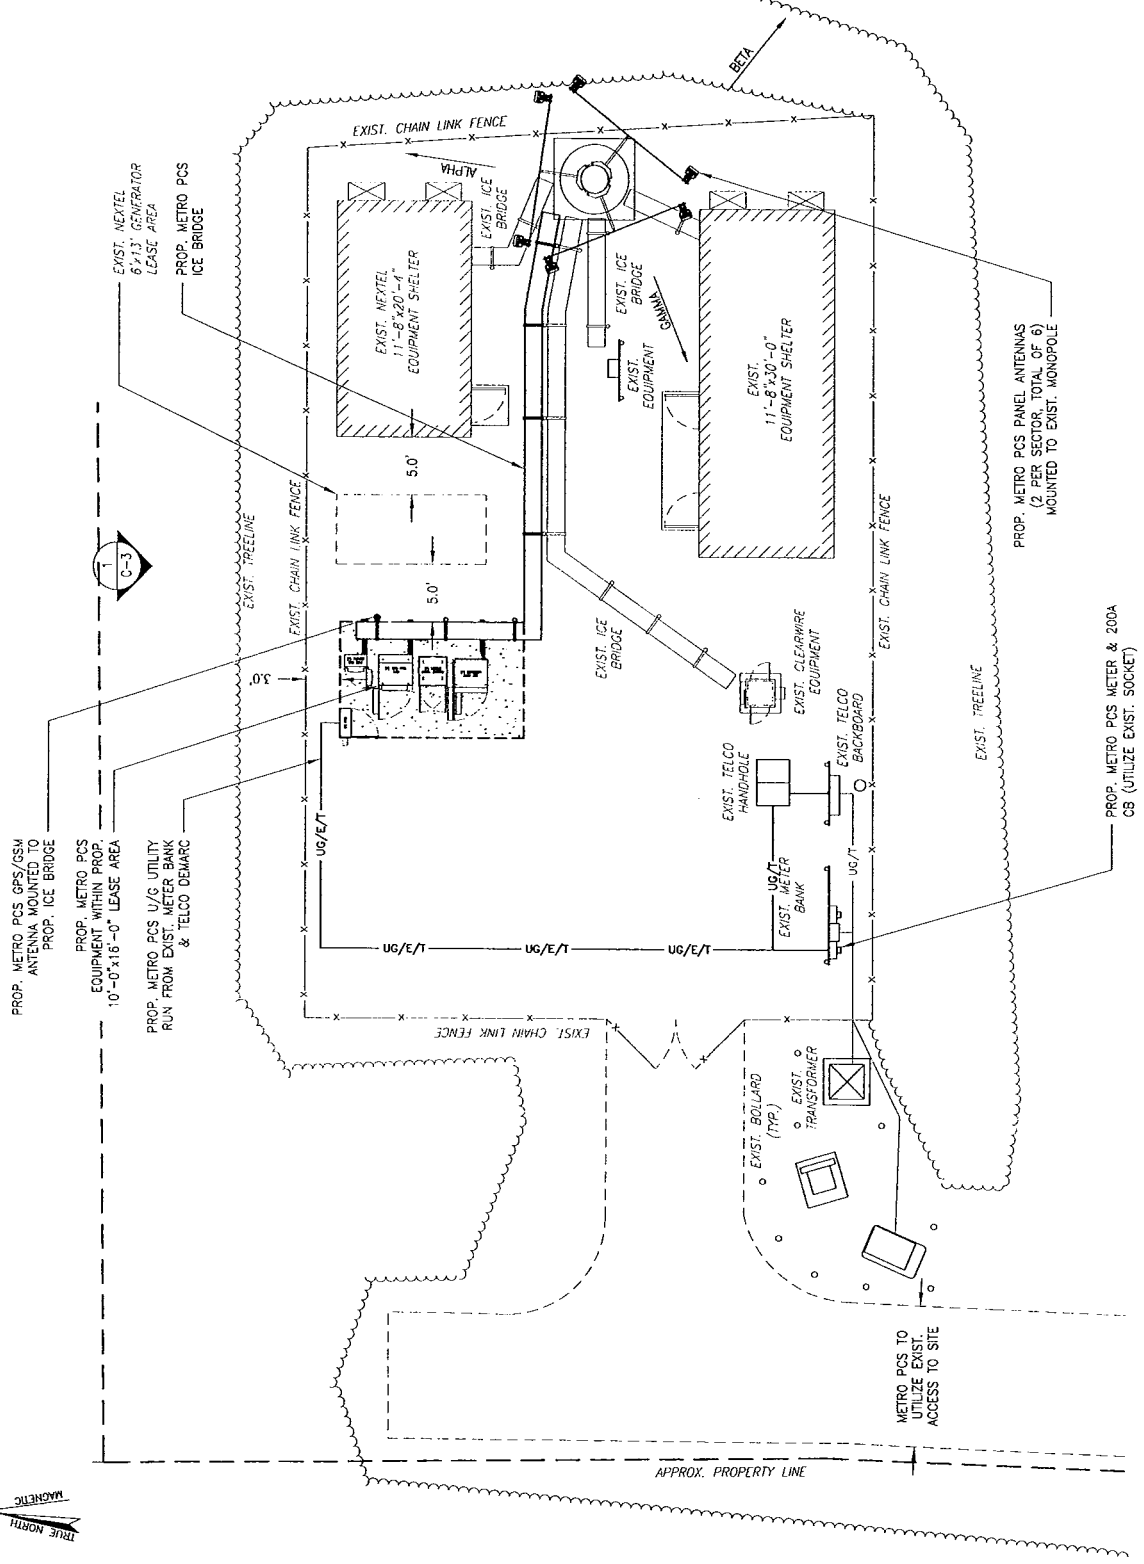 PROP. METRO PCS GPS/GSM
ANTENNA MOUNTED TO
PROP. ICE BRIDGE
PROP. METRO PCS
EQUIPMENT WITHIN PROP.
10'-0"x16'-0" LEASE AREA
PROP. METRO PCS U/G UTILITY
RUN FROM EXIST. METER BANK
& TELCO DEMARC
EXIST. NEXTEL
6'x13' GENERATOR
LEASE AREA
PROP. METRO PCS
ICE BRIDGE
1
C-3
EXIST. TREELINE
EXIST. CHAIN LINK FENCE
EXIST. CHAIN LINK FENCE
ALPHA
BETA
GAMMA
EXIST. NEXTEL
11'-8"x20'-4"
EQUIPMENT SHELTER
EXIST. ICE
BRIDGE
EXIST. ICE
BRIDGE
EXIST.
EQUIPMENT
EXIST.
11'-8"x30'-0"
EQUIPMENT SHELTER
5.0'
5.0'
3.0'
EXIST. ICE
BRIDGE
EXIST. CLEARWIRE
EQUIPMENT
EXIST. CHAIN LINK FENCE
EXIST. TREELINE
EXIST. TELCO
BACKBOARD
EXIST. TELCO
HANDHOLE
UG/E/T
UG/E/T
UG/E/T
UG/E/T
UG/T
UG/T
EXIST. METER
BANK
EXIST. CHAIN LINK FENCE
EXIST. BOLLARD
(TYP.)
EXIST.
TRANSFORMER
PROP. METRO PCS PANEL ANTENNAS
(2 PER SECTOR, TOTAL OF 6)
MOUNTED TO EXIST. MONOPOLE
PROP. METRO PCS METER & 200A
CB (UTILIZE EXIST. SOCKET)
METRO PCS TO
UTILIZE EXIST.
ACCESS TO SITE
APPROX. PROPERTY LINE
TRUE NORTH
MAGNETIC